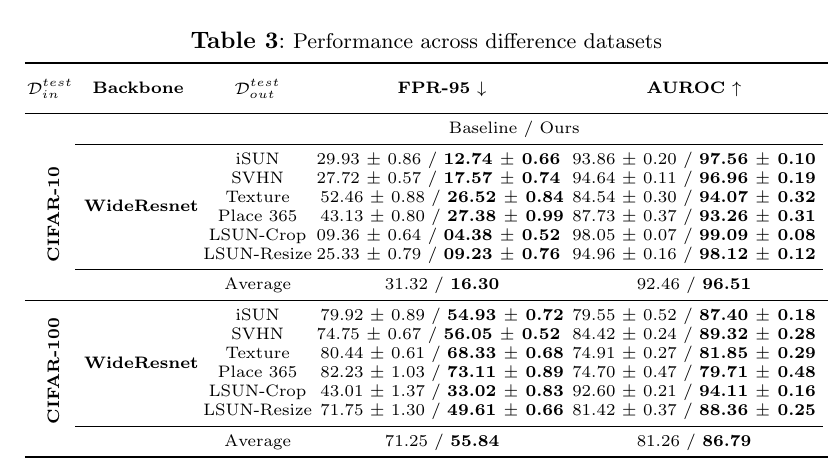 Table 3: Performance across difference datasets
𝒟_in^test Backbone 𝒟_out^test FPR-95 ↓ AUROC ↑
Baseline / Ours
CIFAR-10
WideResnet
iSUN 29.93 ± 0.86 / 12.74 ± 0.66 93.86 ± 0.20 / 97.56 ± 0.10
SVHN 27.72 ± 0.57 / 17.57 ± 0.74 94.64 ± 0.11 / 96.96 ± 0.19
Texture 52.46 ± 0.88 / 26.52 ± 0.84 84.54 ± 0.30 / 94.07 ± 0.32
Place 365 43.13 ± 0.80 / 27.38 ± 0.99 87.73 ± 0.37 / 93.26 ± 0.31
LSUN-Crop 09.36 ± 0.64 / 04.38 ± 0.52 98.05 ± 0.07 / 99.09 ± 0.08
LSUN-Resize 25.33 ± 0.79 / 09.23 ± 0.76 94.96 ± 0.16 / 98.12 ± 0.12
Average 31.32 / 16.30 92.46 / 96.51
CIFAR-100
WideResnet
iSUN 79.92 ± 0.89 / 54.93 ± 0.72 79.55 ± 0.52 / 87.40 ± 0.18
SVHN 74.75 ± 0.67 / 56.05 ± 0.52 84.42 ± 0.24 / 89.32 ± 0.28
Texture 80.44 ± 0.61 / 68.33 ± 0.68 74.91 ± 0.27 / 81.85 ± 0.29
Place 365 82.23 ± 1.03 / 73.11 ± 0.89 74.70 ± 0.47 / 79.71 ± 0.48
LSUN-Crop 43.01 ± 1.37 / 33.02 ± 0.83 92.60 ± 0.21 / 94.11 ± 0.16
LSUN-Resize 71.75 ± 1.30 / 49.61 ± 0.66 81.42 ± 0.37 / 88.36 ± 0.25
Average 71.25 / 55.84 81.26 / 86.79